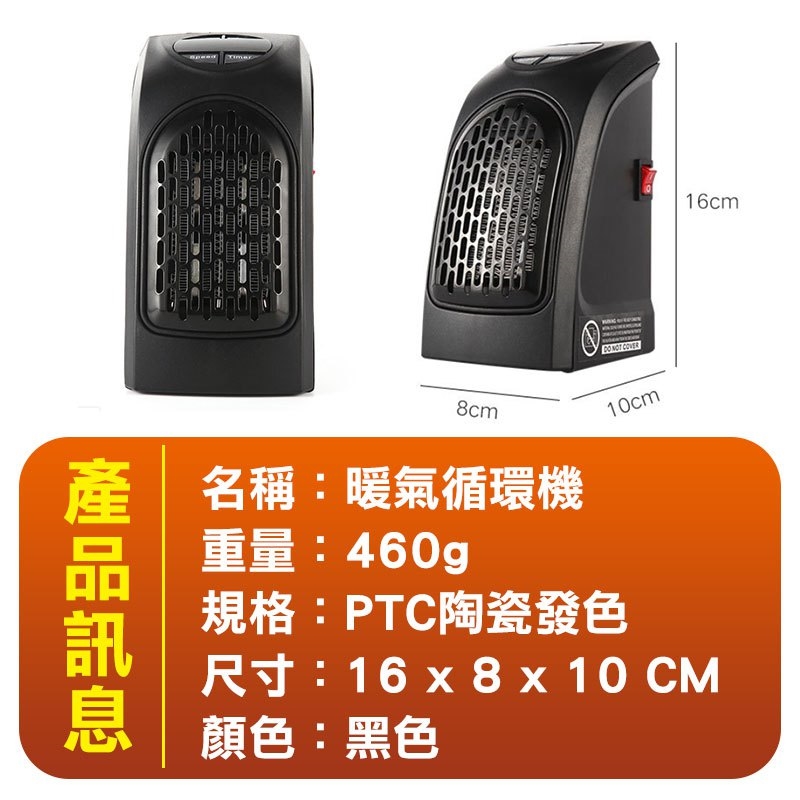 Speed Timer
16cm
DO NOT COVER
8cm
10cm
產品訊息
名稱：暖氣循環機
重量：460g
規格：PTC陶瓷發色
尺寸：16 x 8 x 10 CM
顏色：黑色